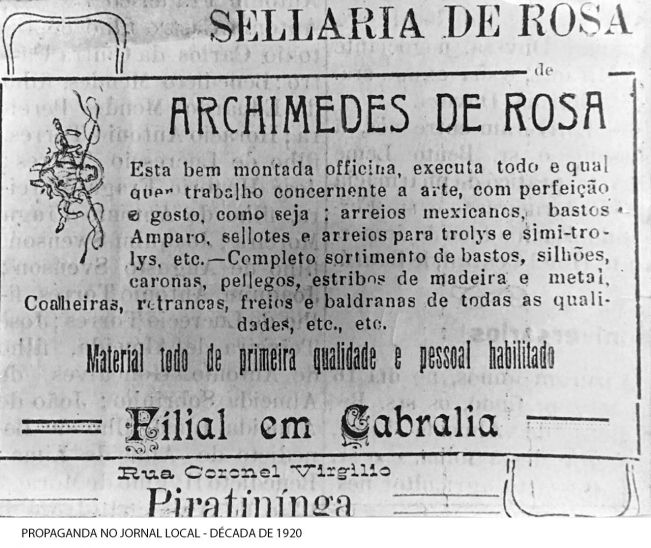 SELLARIA DE ROSA
de
ARCHIMEDES DE ROSA
Esta bem montada officina, executa todo e qual
quer trabalho concernente a arte, com perfeição
e gosto, como seja : arreios mexicanos, bastos
Amparo, sellotes e arreios para trolys e simi-tro-
lys, etc.—Completo sortimento de bastos, silhões,
caronas, pellegos, estribos de madeira e metal,
Coalheiras, retrancas, freios e baldranas de todas as quali-
dades, etc., etc.
Material todo de primeira qualidade e pessoal habilitado
Filial em Cabralia
Rua Coronel Virgilio
Piratininga
PROPAGANDA NO JORNAL LOCAL - DÉCADA DE 1920